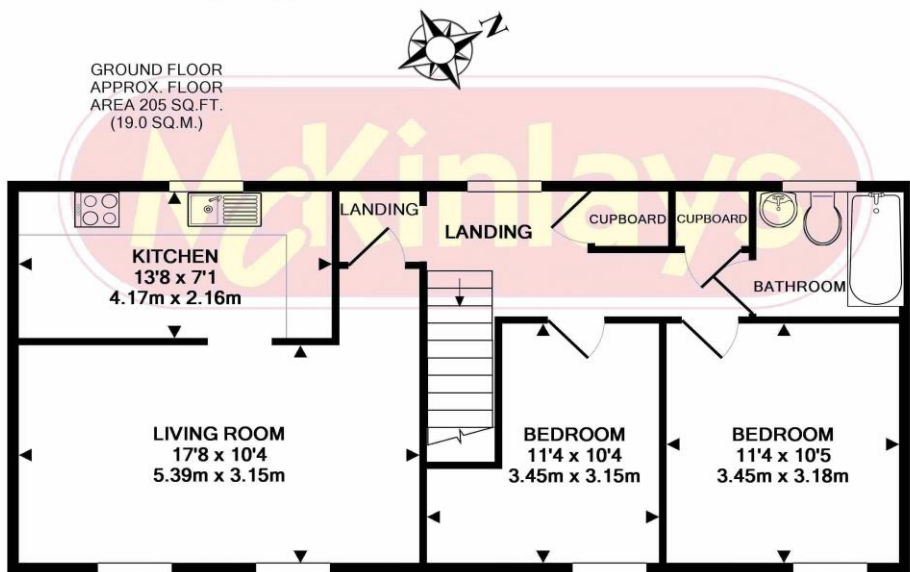 N
GROUND FLOOR
APPROX. FLOOR
AREA 205 SQ.FT.
(19.0 SQ.M.)
McKinlays
LANDING
LANDING
CUPBOARD
CUPBOARD
KITCHEN
13'8 x 7'1
4.17m x 2.16m
BATHROOM
LIVING ROOM
17'8 x 10'4
5.39m x 3.15m
BEDROOM
11'4 x 10'4
3.45m x 3.15m
BEDROOM
11'4 x 10'5
3.45m x 3.18m